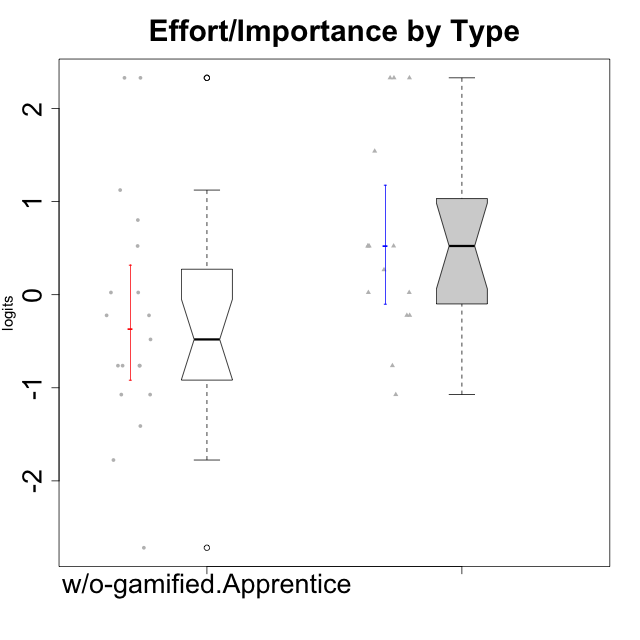 Effort/Importance by Type
logits
2
1
0
-1
-2
w/o-gamified.Apprentice